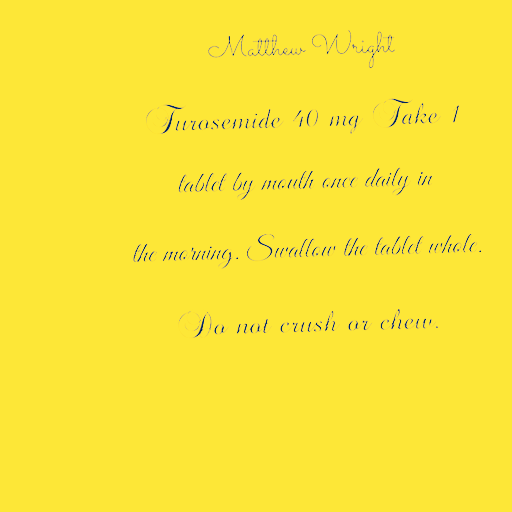 Matthew Wright
Furosemide 40 mg Take 1
tablet by mouth once daily in
the morning. Swallow the tablet whole.
Do not crush or chew.